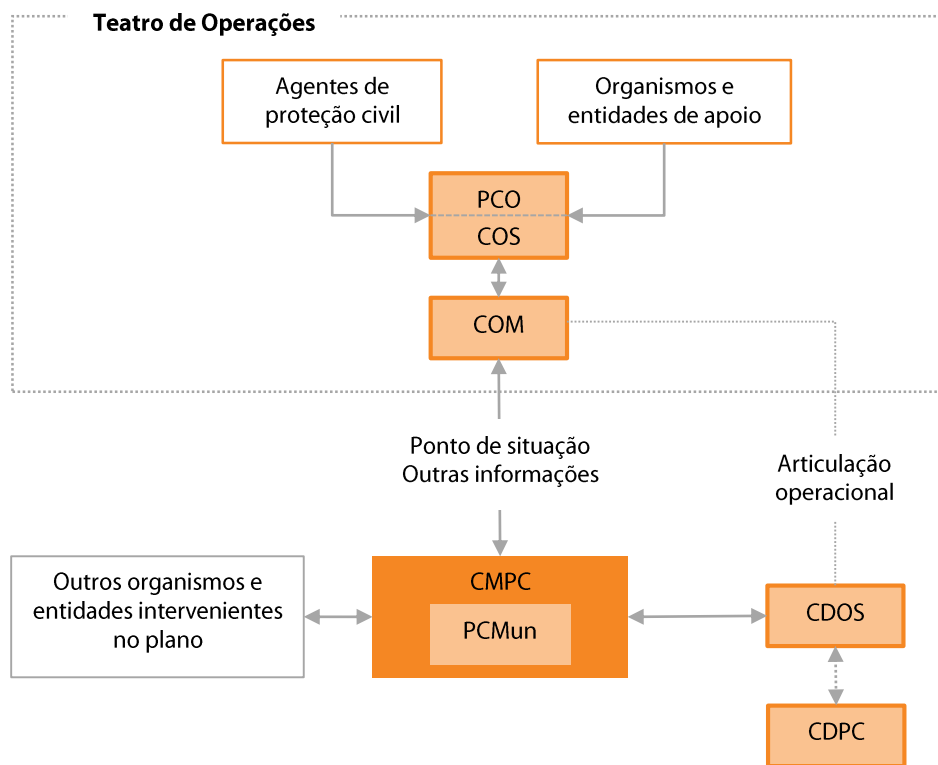 Teatro de Operações
Agentes de
proteção civil
Organismos e
entidades de apoio
PCO
COS
COM
Ponto de situação
Outras informações
Articulação
operacional
Outros organismos e
entidades intervenientes
no plano
CMPC
PCMun
CDOS
CDPC